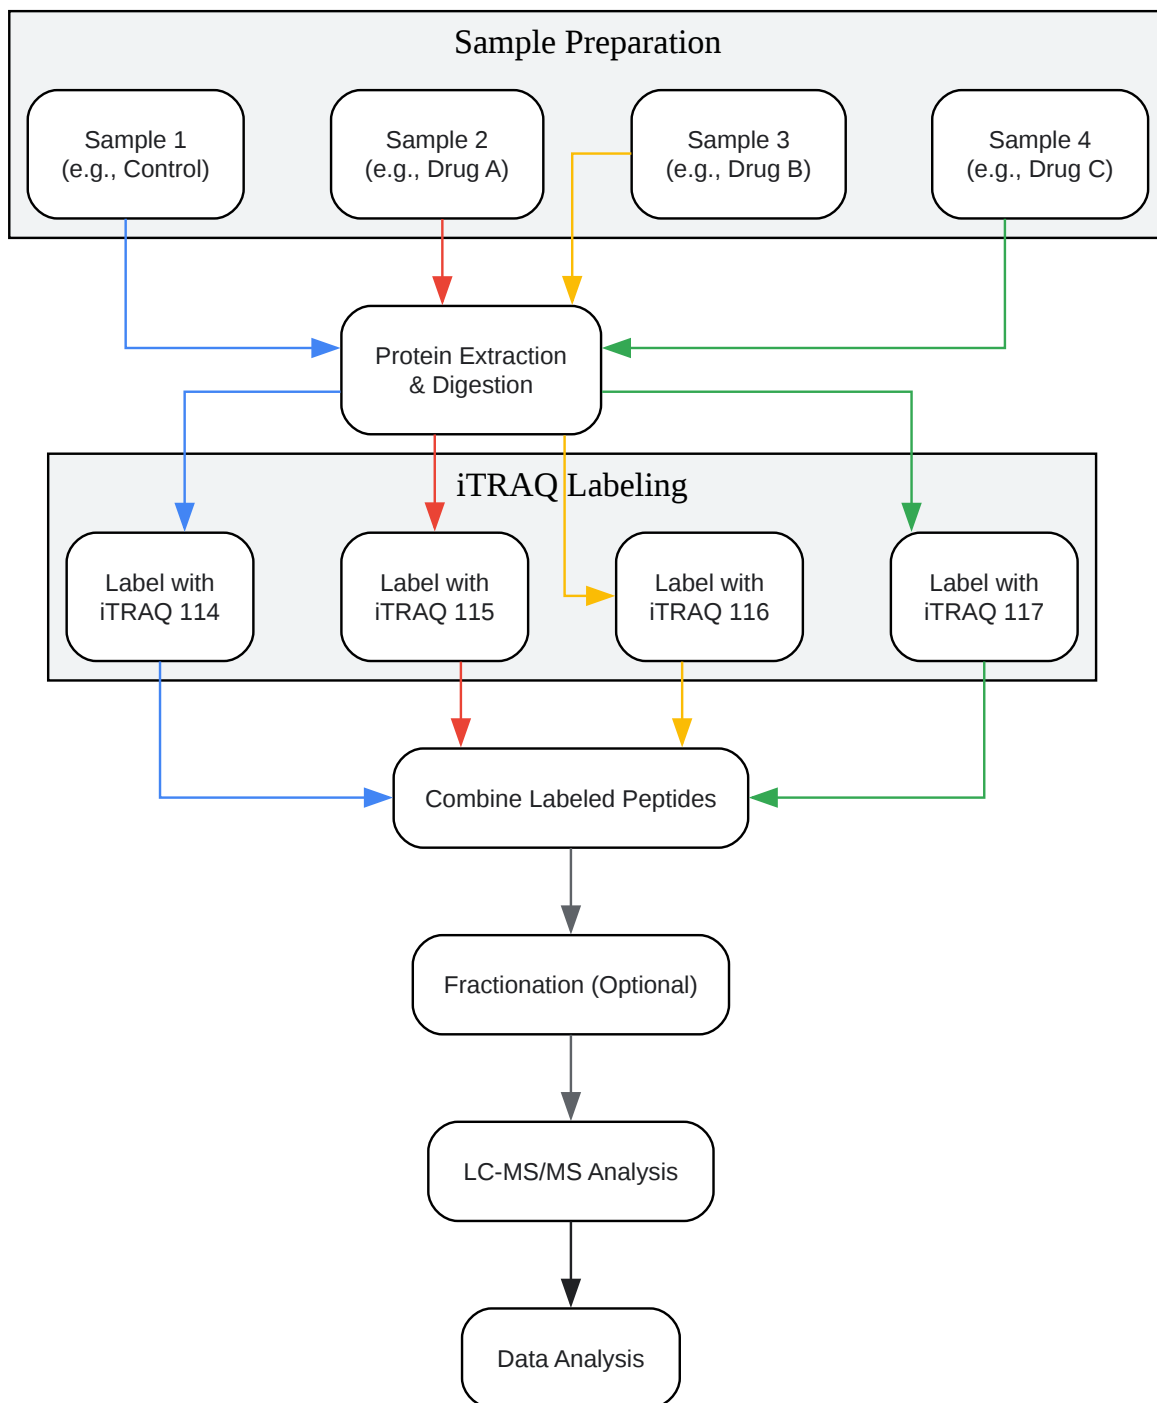 Sample Preparation
Sample 1
(e.g., Control)
Sample 2
(e.g., Drug A)
Sample 3
(e.g., Drug B)
Sample 4
(e.g., Drug C)
Protein Extraction
& Digestion
iTRAQ Labeling
Label with
iTRAQ 114
Label with
iTRAQ 115
Label with
iTRAQ 116
Label with
iTRAQ 117
Combine Labeled Peptides
Fractionation (Optional)
LC-MS/MS Analysis
Data Analysis